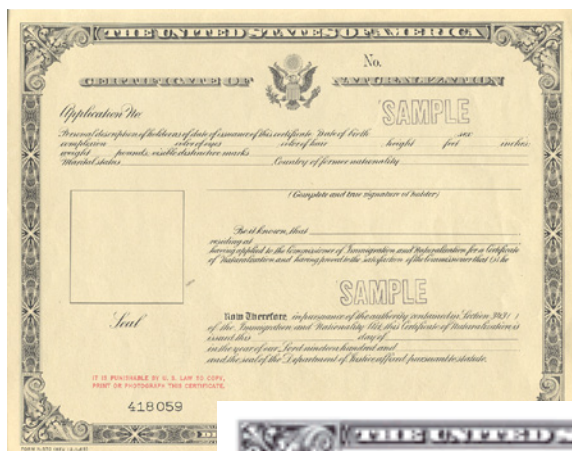 THE UNITED STATES OF AMERICA
No.
CERTIFICATE OF NATURALIZATION
Application No
SAMPLE
Personal description of holder as of date of issuance of this certificate: Date of birth sex
complexion color of eyes color of hair height feet inches
weight pounds, visible distinctive marks
Marital status Country of former nationality
(Complete and true signature of holder)
Be it known, that
residing at
having applied to the Commissioner of Immigration and Naturalization for a Certificate
of Naturalization and having proved to the satisfaction of the Commissioner that (s)he
SAMPLE
Now Therefore, in pursuance of the authority contained in Section
of the Immigration and Nationality Act, this Certificate of Naturalization is
issued this day of
in the year of our Lord nineteen hundred and
and the seal of the Department of Justice affixed pursuant to statute.
Seal
IT IS PUNISHABLE BY U. S. LAW TO COPY,
PRINT OR PHOTOGRAPH THIS CERTIFICATE.
418059
THE UNITED